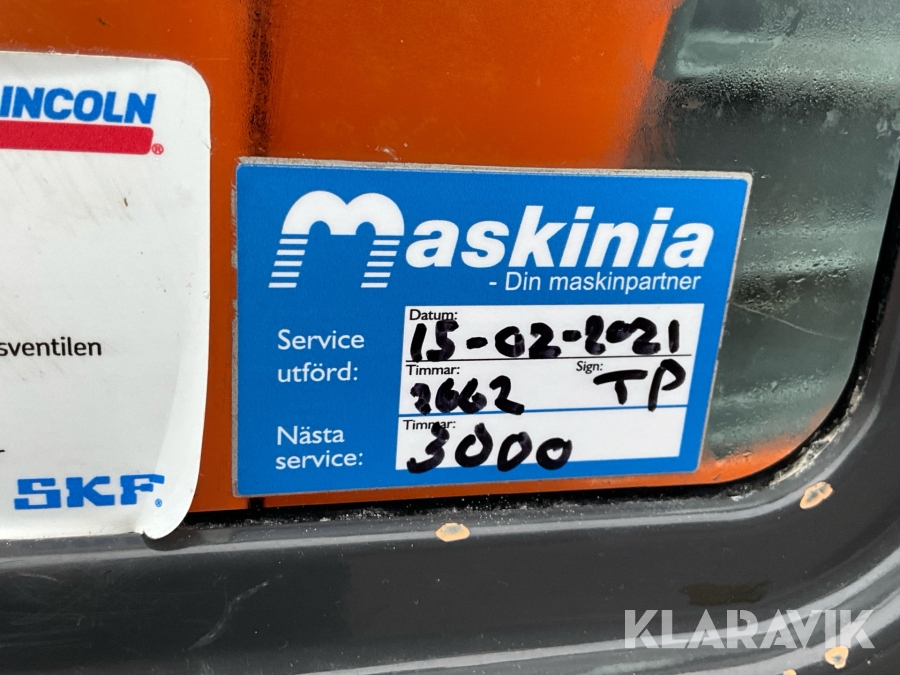 INCOLN
sventilen
SKF
Maskinia
- Din maskinpartner
Service utförd:
Datum:
15-02-2021
Timmar:
2662
Sign:
TP
Nästa service:
Timmar:
3000
KLARAVIK